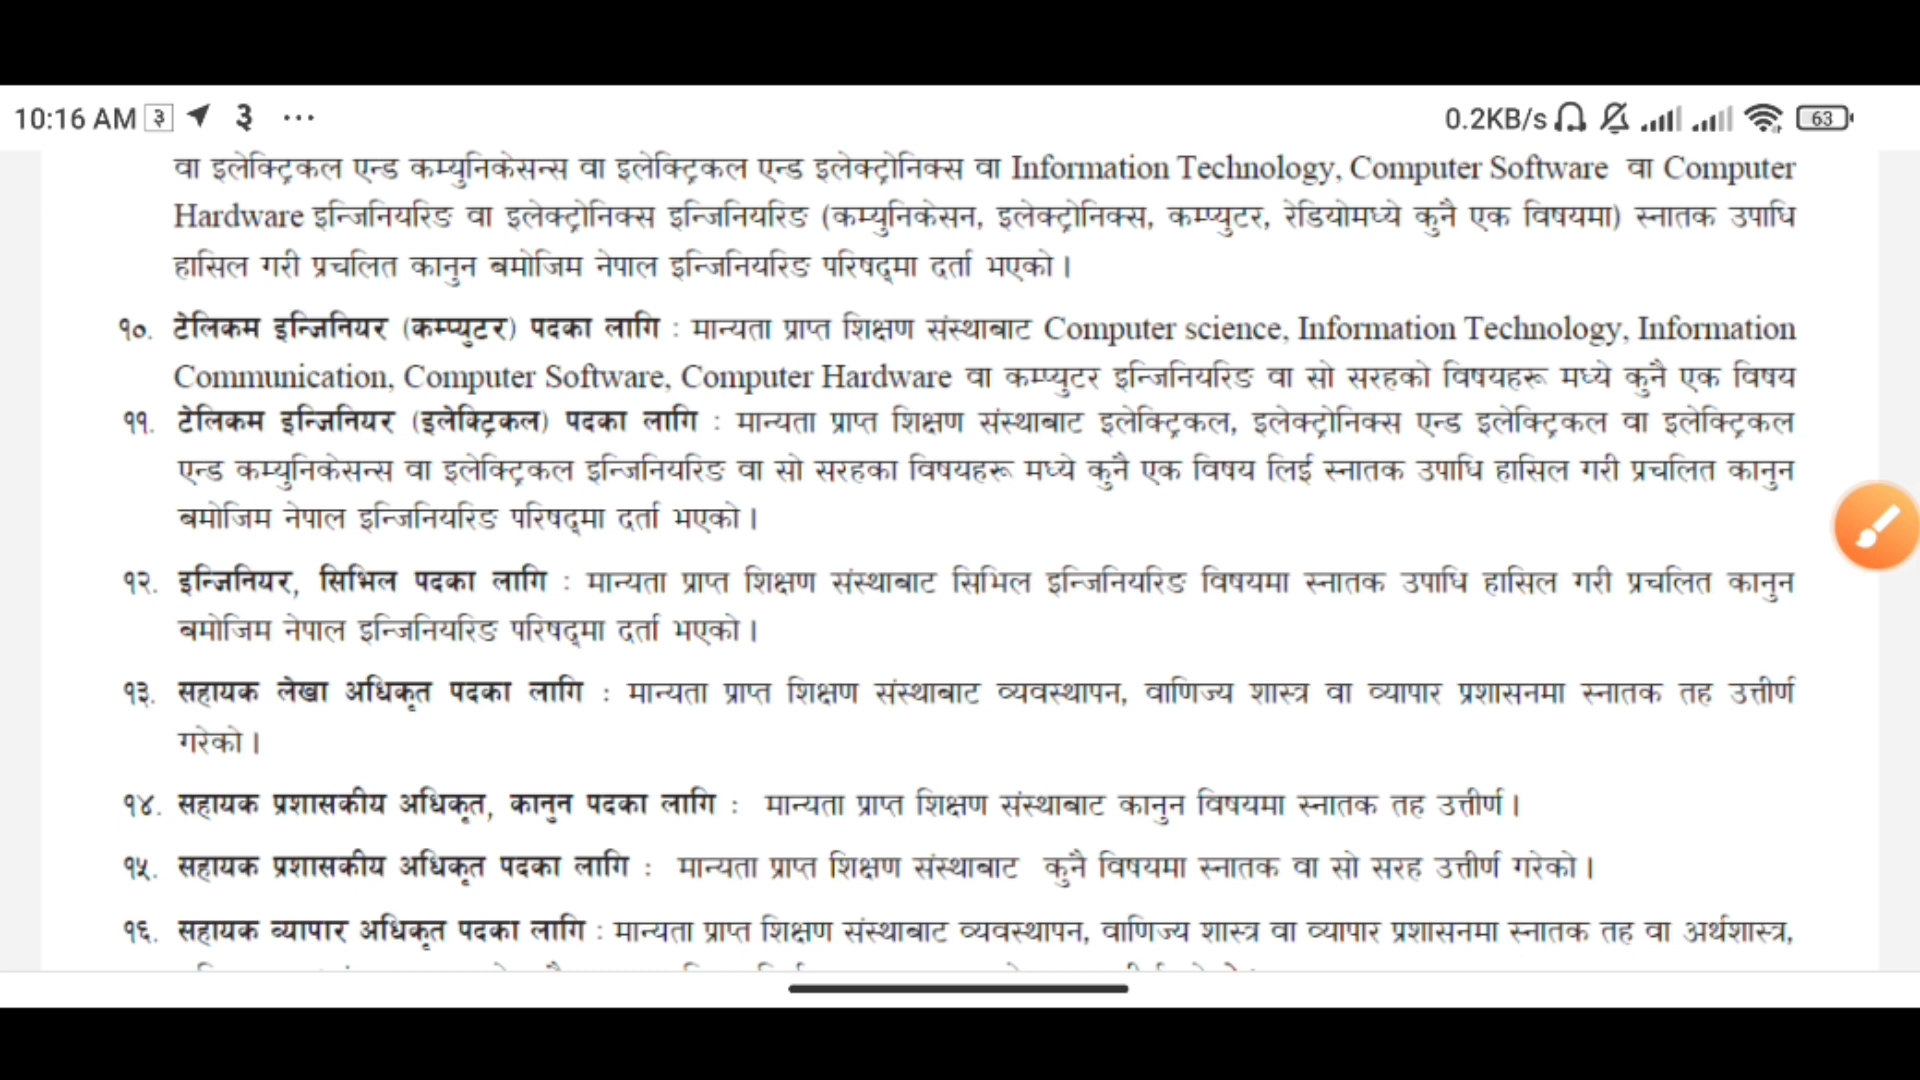 10:16 AM ३ ३ ...
0.2KB/s 63
वा इलेक्ट्रिकल एन्ड कम्युनिकेसन्स वा इलेक्ट्रिकल एन्ड इलेक्ट्रोनिक्स वा Information Technology, Computer Software वा Computer
Hardware इन्जिनियरिङ वा इलेक्ट्रोनिक्स इन्जिनियरिङ (कम्युनिकेसन, इलेक्ट्रोनिक्स, कम्प्युटर, रेडियोमध्ये कुनै एक विषयमा) स्नातक उपाधि
हासिल गरी प्रचलित कानुन बमोजिम नेपाल इन्जिनियरिङ परिषद्‌मा दर्ता भएको।
१०. टेलिकम इन्जिनियर (कम्प्युटर) पदका लागि : मान्यता प्राप्त शिक्षण संस्थाबाट Computer science, Information Technology, Information
Communication, Computer Software, Computer Hardware वा कम्प्युटर इन्जिनियरिङ वा सो सरहको विषयहरू मध्ये कुनै एक विषय
११. टेलिकम इन्जिनियर (इलेक्ट्रिकल) पदका लागि : मान्यता प्राप्त शिक्षण संस्थाबाट इलेक्ट्रिकल, इलेक्ट्रोनिक्स एन्ड इलेक्ट्रिकल वा इलेक्ट्रिकल
एन्ड कम्युनिकेसन्स वा इलेक्ट्रिकल इन्जिनियरिङ वा सो सरहका विषयहरू मध्ये कुनै एक विषय लिई स्नातक उपाधि हासिल गरी प्रचलित कानुन
बमोजिम नेपाल इन्जिनियरिङ परिषद्‌मा दर्ता भएको।
१२. इन्जिनियर, सिभिल पदका लागि : मान्यता प्राप्त शिक्षण संस्थाबाट सिभिल इन्जिनियरिङ विषयमा स्नातक उपाधि हासिल गरी प्रचलित कानुन
बमोजिम नेपाल इन्जिनियरिङ परिषद्‌मा दर्ता भएको।
१३. सहायक लेखा अधिकृत पदका लागि : मान्यता प्राप्त शिक्षण संस्थाबाट व्यवस्थापन, वाणिज्य शास्त्र वा व्यापार प्रशासनमा स्नातक तह उत्तीर्ण
गरेको।
१४. सहायक प्रशासकीय अधिकृत, कानुन पदका लागि : मान्यता प्राप्त शिक्षण संस्थाबाट कानुन विषयमा स्नातक तह उत्तीर्ण।
१५. सहायक प्रशासकीय अधिकृत पदका लागि : मान्यता प्राप्त शिक्षण संस्थाबाट कुनै विषयमा स्नातक वा सो सरह उत्तीर्ण गरेको।
१६. सहायक व्यापार अधिकृत पदका लागि : मान्यता प्राप्त शिक्षण संस्थाबाट व्यवस्थापन, वाणिज्य शास्त्र वा व्यापार प्रशासनमा स्नातक तह वा अर्थशास्त्र,